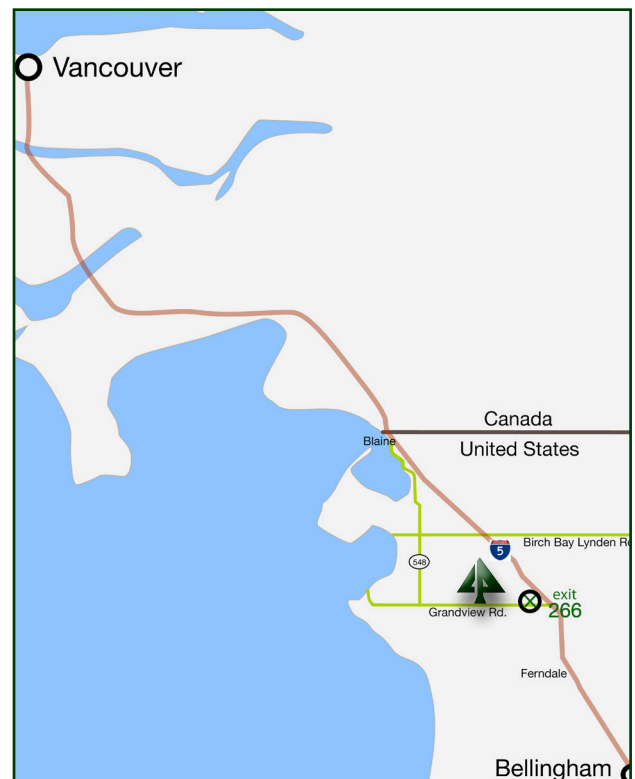 Vancouver
Canada
Blaine
United States
Birch Bay Lynden R
5
548
exit
266
Grandview Rd.
Ferndale
Bellingham